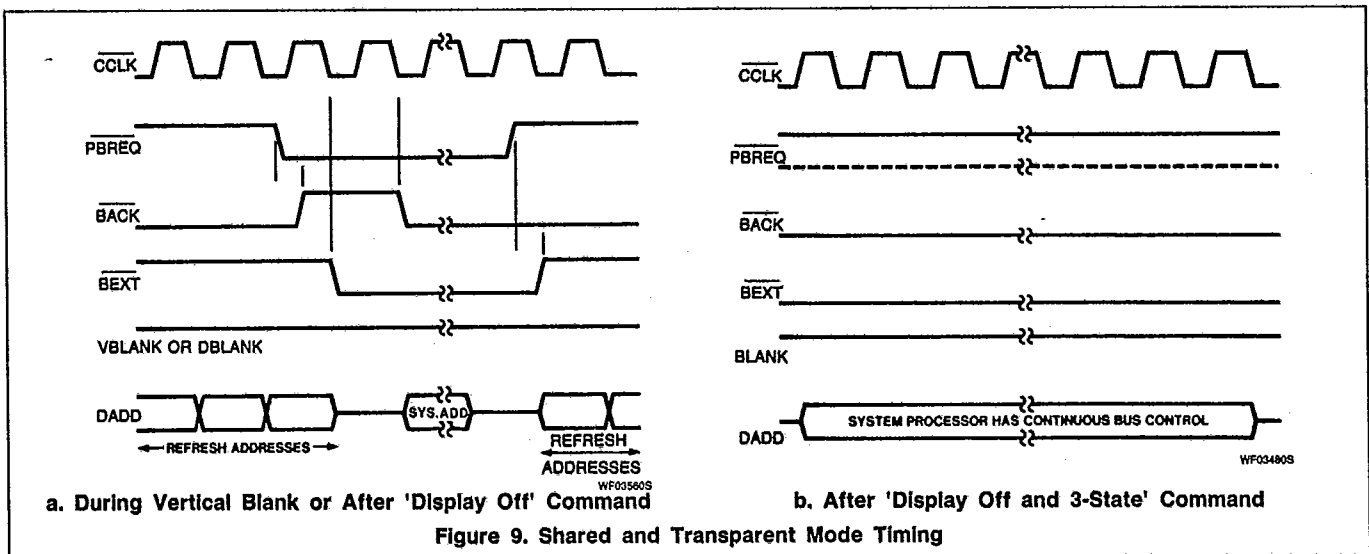 CCLK
PBREQ
BACK
BEXT
VBLANK OR DBLANK
DADD
SYS.ADD
REFRESH ADDRESSES
REFRESH
ADDRESSES
WF03560S
a. During Vertical Blank or After 'Display Off' Command
CCLK
PBREQ
BACK
BEXT
BLANK
DADD
SYSTEM PROCESSOR HAS CONTINUOUS BUS CONTROL
WF03480S
b. After 'Display Off and 3-State' Command
Figure 9. Shared and Transparent Mode Timing